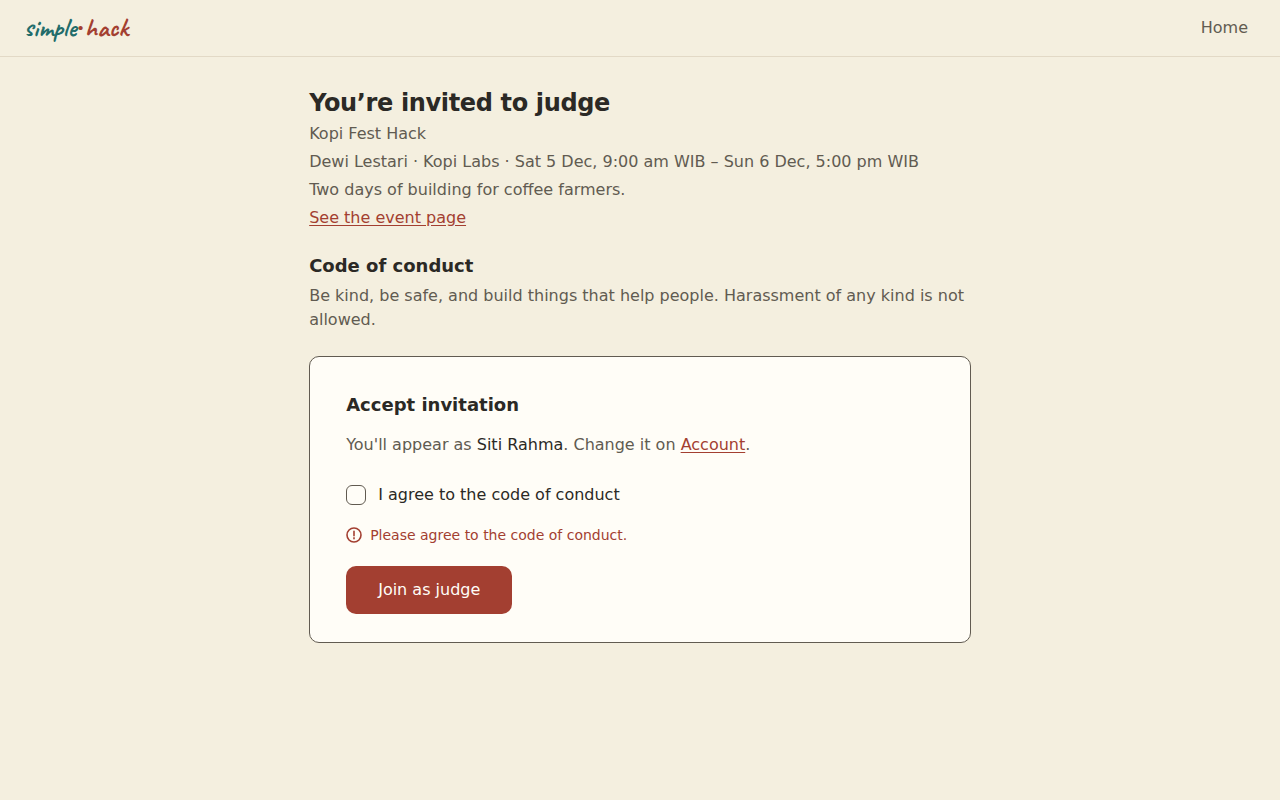 simple·hack
Home
You’re invited to judge
Kopi Fest Hack
Dewi Lestari · Kopi Labs · Sat 5 Dec, 9:00 am WIB – Sun 6 Dec, 5:00 pm WIB
Two days of building for coffee farmers.
See the event page
Code of conduct
Be kind, be safe, and build things that help people. Harassment of any kind is not
allowed.
Accept invitation
You'll appear as Siti Rahma. Change it on Account.
I agree to the code of conduct
Please agree to the code of conduct.
Join as judge